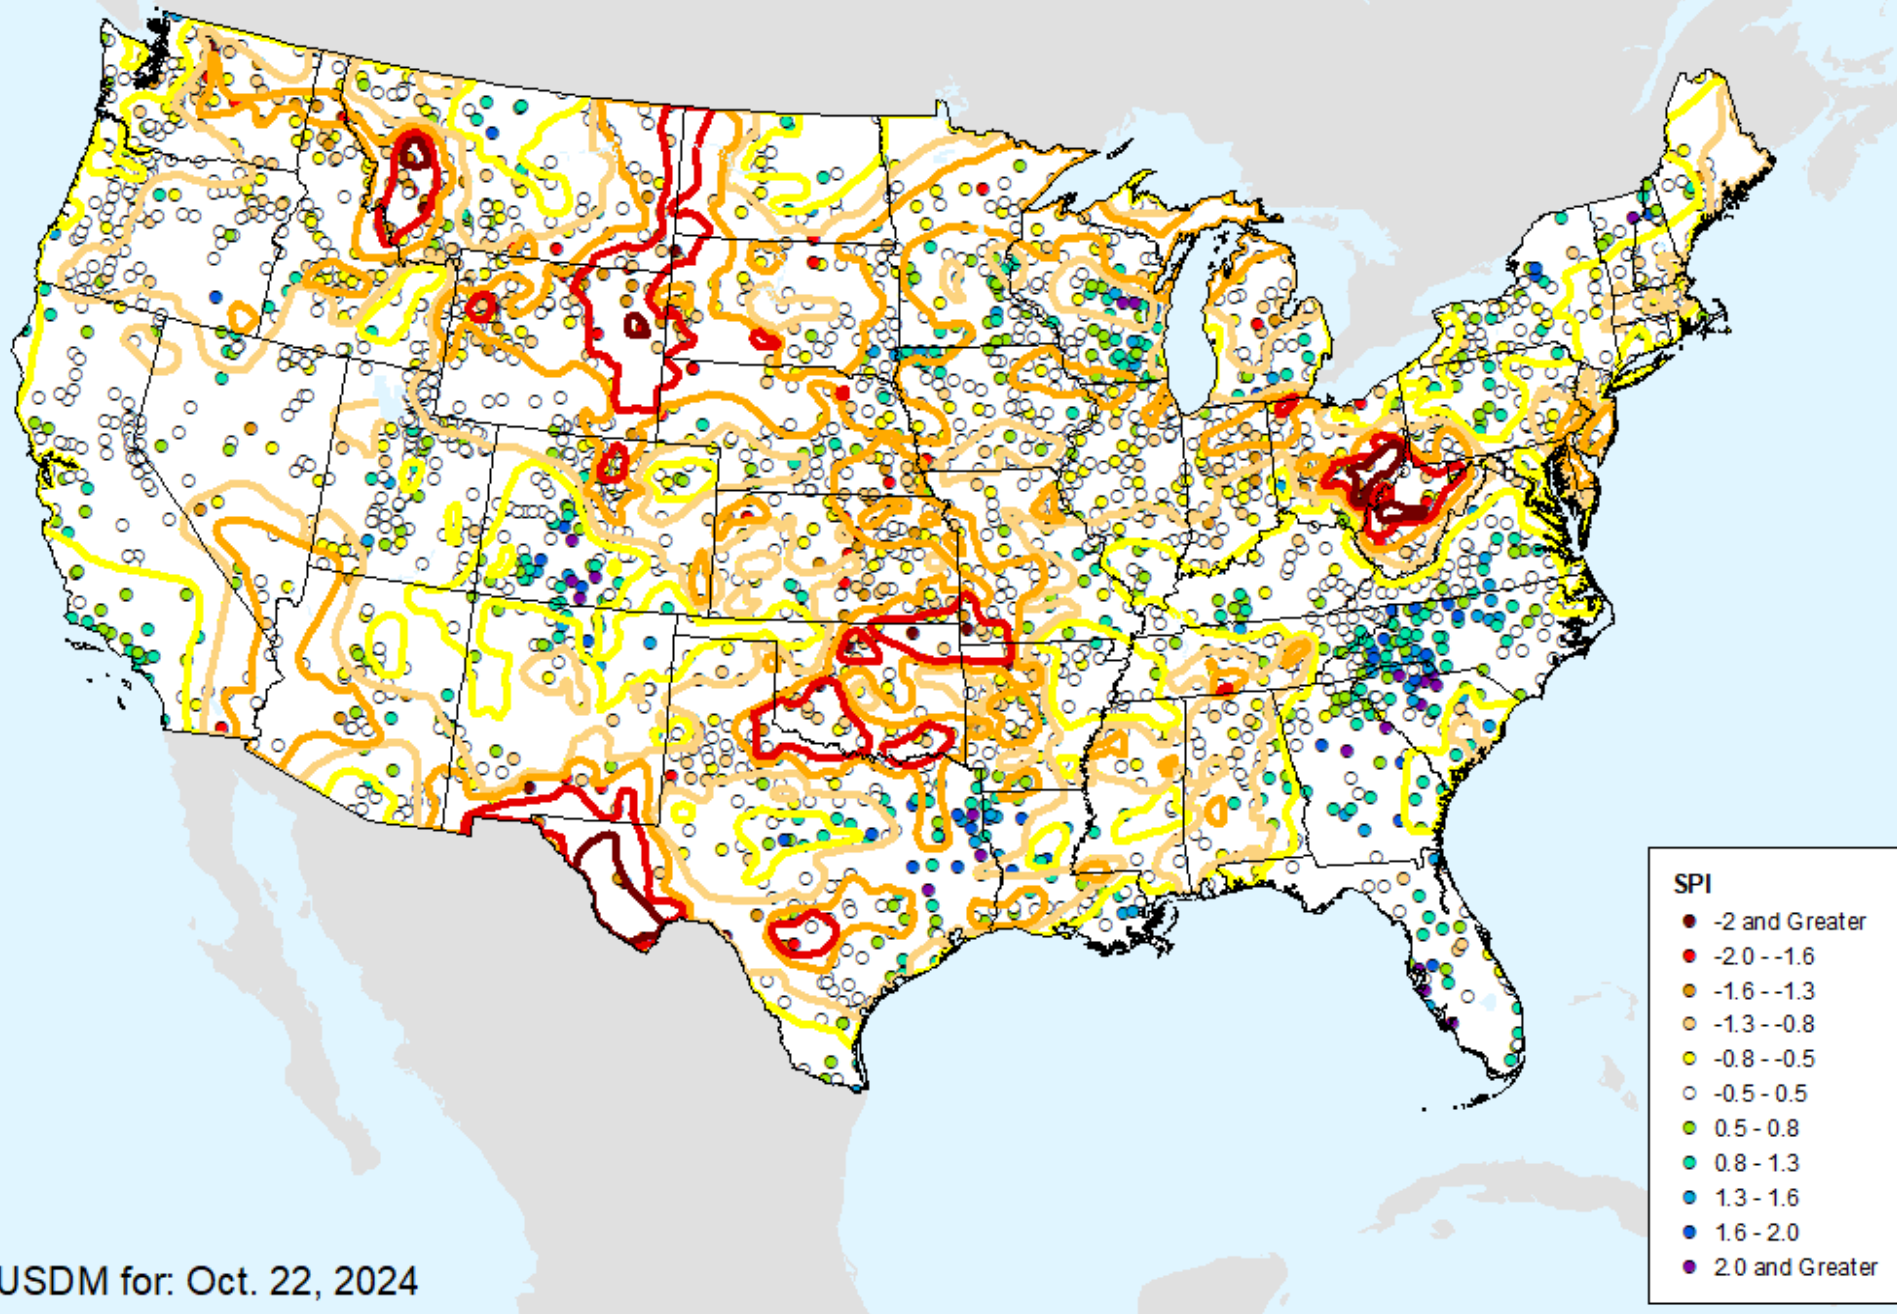 SPI
-2 and Greater
-2.0 - -1.6
-1.6 - -1.3
-1.3 - -0.8
-0.8 - -0.5
-0.5 - 0.5
0.5 - 0.8
0.8 - 1.3
1.3 - 1.6
1.6 - 2.0
2.0 and Greater
USDM for: Oct. 22, 2024